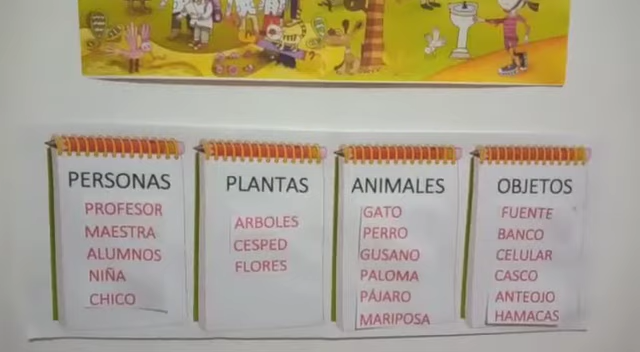 PERSONAS
PROFESOR
MAESTRA
ALUMNOS
NIÑA
CHICO
PLANTAS
ARBOLES
CESPED
FLORES
ANIMALES
GATO
PERRO
GUSANO
PALOMA
PÁJARO
MARIPOSA
OBJETOS
FUENTE
BANCO
CELULAR
CASCO
ANTEOJO
HAMACAS